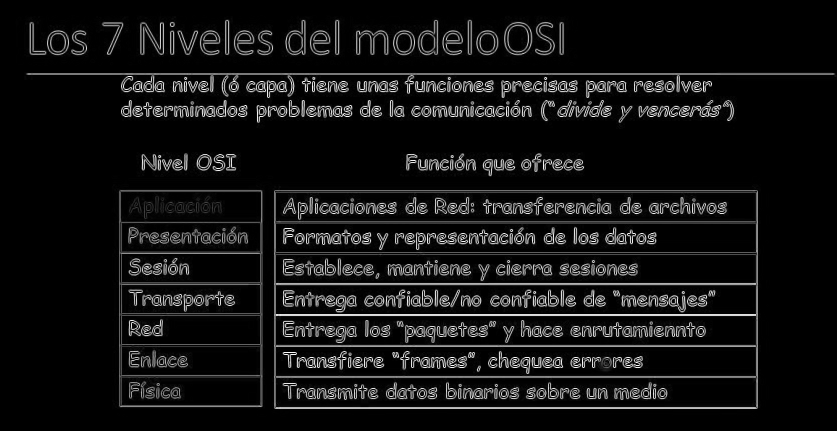 Los 7 Niveles del modelo OSI
Cada nivel (ó capa) tiene unas funciones precisas para resolver
determinados problemas de la comunicación ("divide y vencerás")
Nivel OSI Función que ofrece
Aplicación Aplicaciones de Red: transferencia de archivos
Presentación Formatos y representación de los datos
Sesión Establece, mantiene y cierra sesiones
Transporte Entrega confiable/no confiable de "mensajes"
Red Entrega los "paquetes" y hace enrutamiennto
Enlace Transfiere "frames", chequea errores
Física Transmite datos binarios sobre un medio